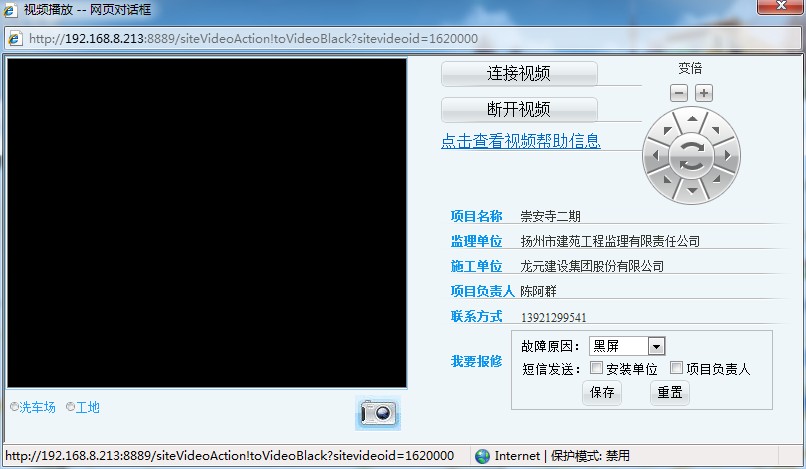 视频播放 -- 网页对话框
http://192.168.8.213:8889/siteVideoAction!toVideoBlack?sitevideoid=1620000
连接视频
变倍
断开视频
点击查看视频帮助信息
项目名称 崇安寺二期
监理单位 扬州市建苑工程监理有限责任公司
施工单位 龙元建设集团股份有限公司
项目负责人 陈阿群
联系方式 13921299541
我要报修
故障原因： 黑屏
短信发送： 安装单位 项目负责人
保存 重置
洗车场 工地
http://192.168.8.213:8889/siteVideoAction!toVideoBlack?sitevideoid=1620000 Internet | 保护模式: 禁用